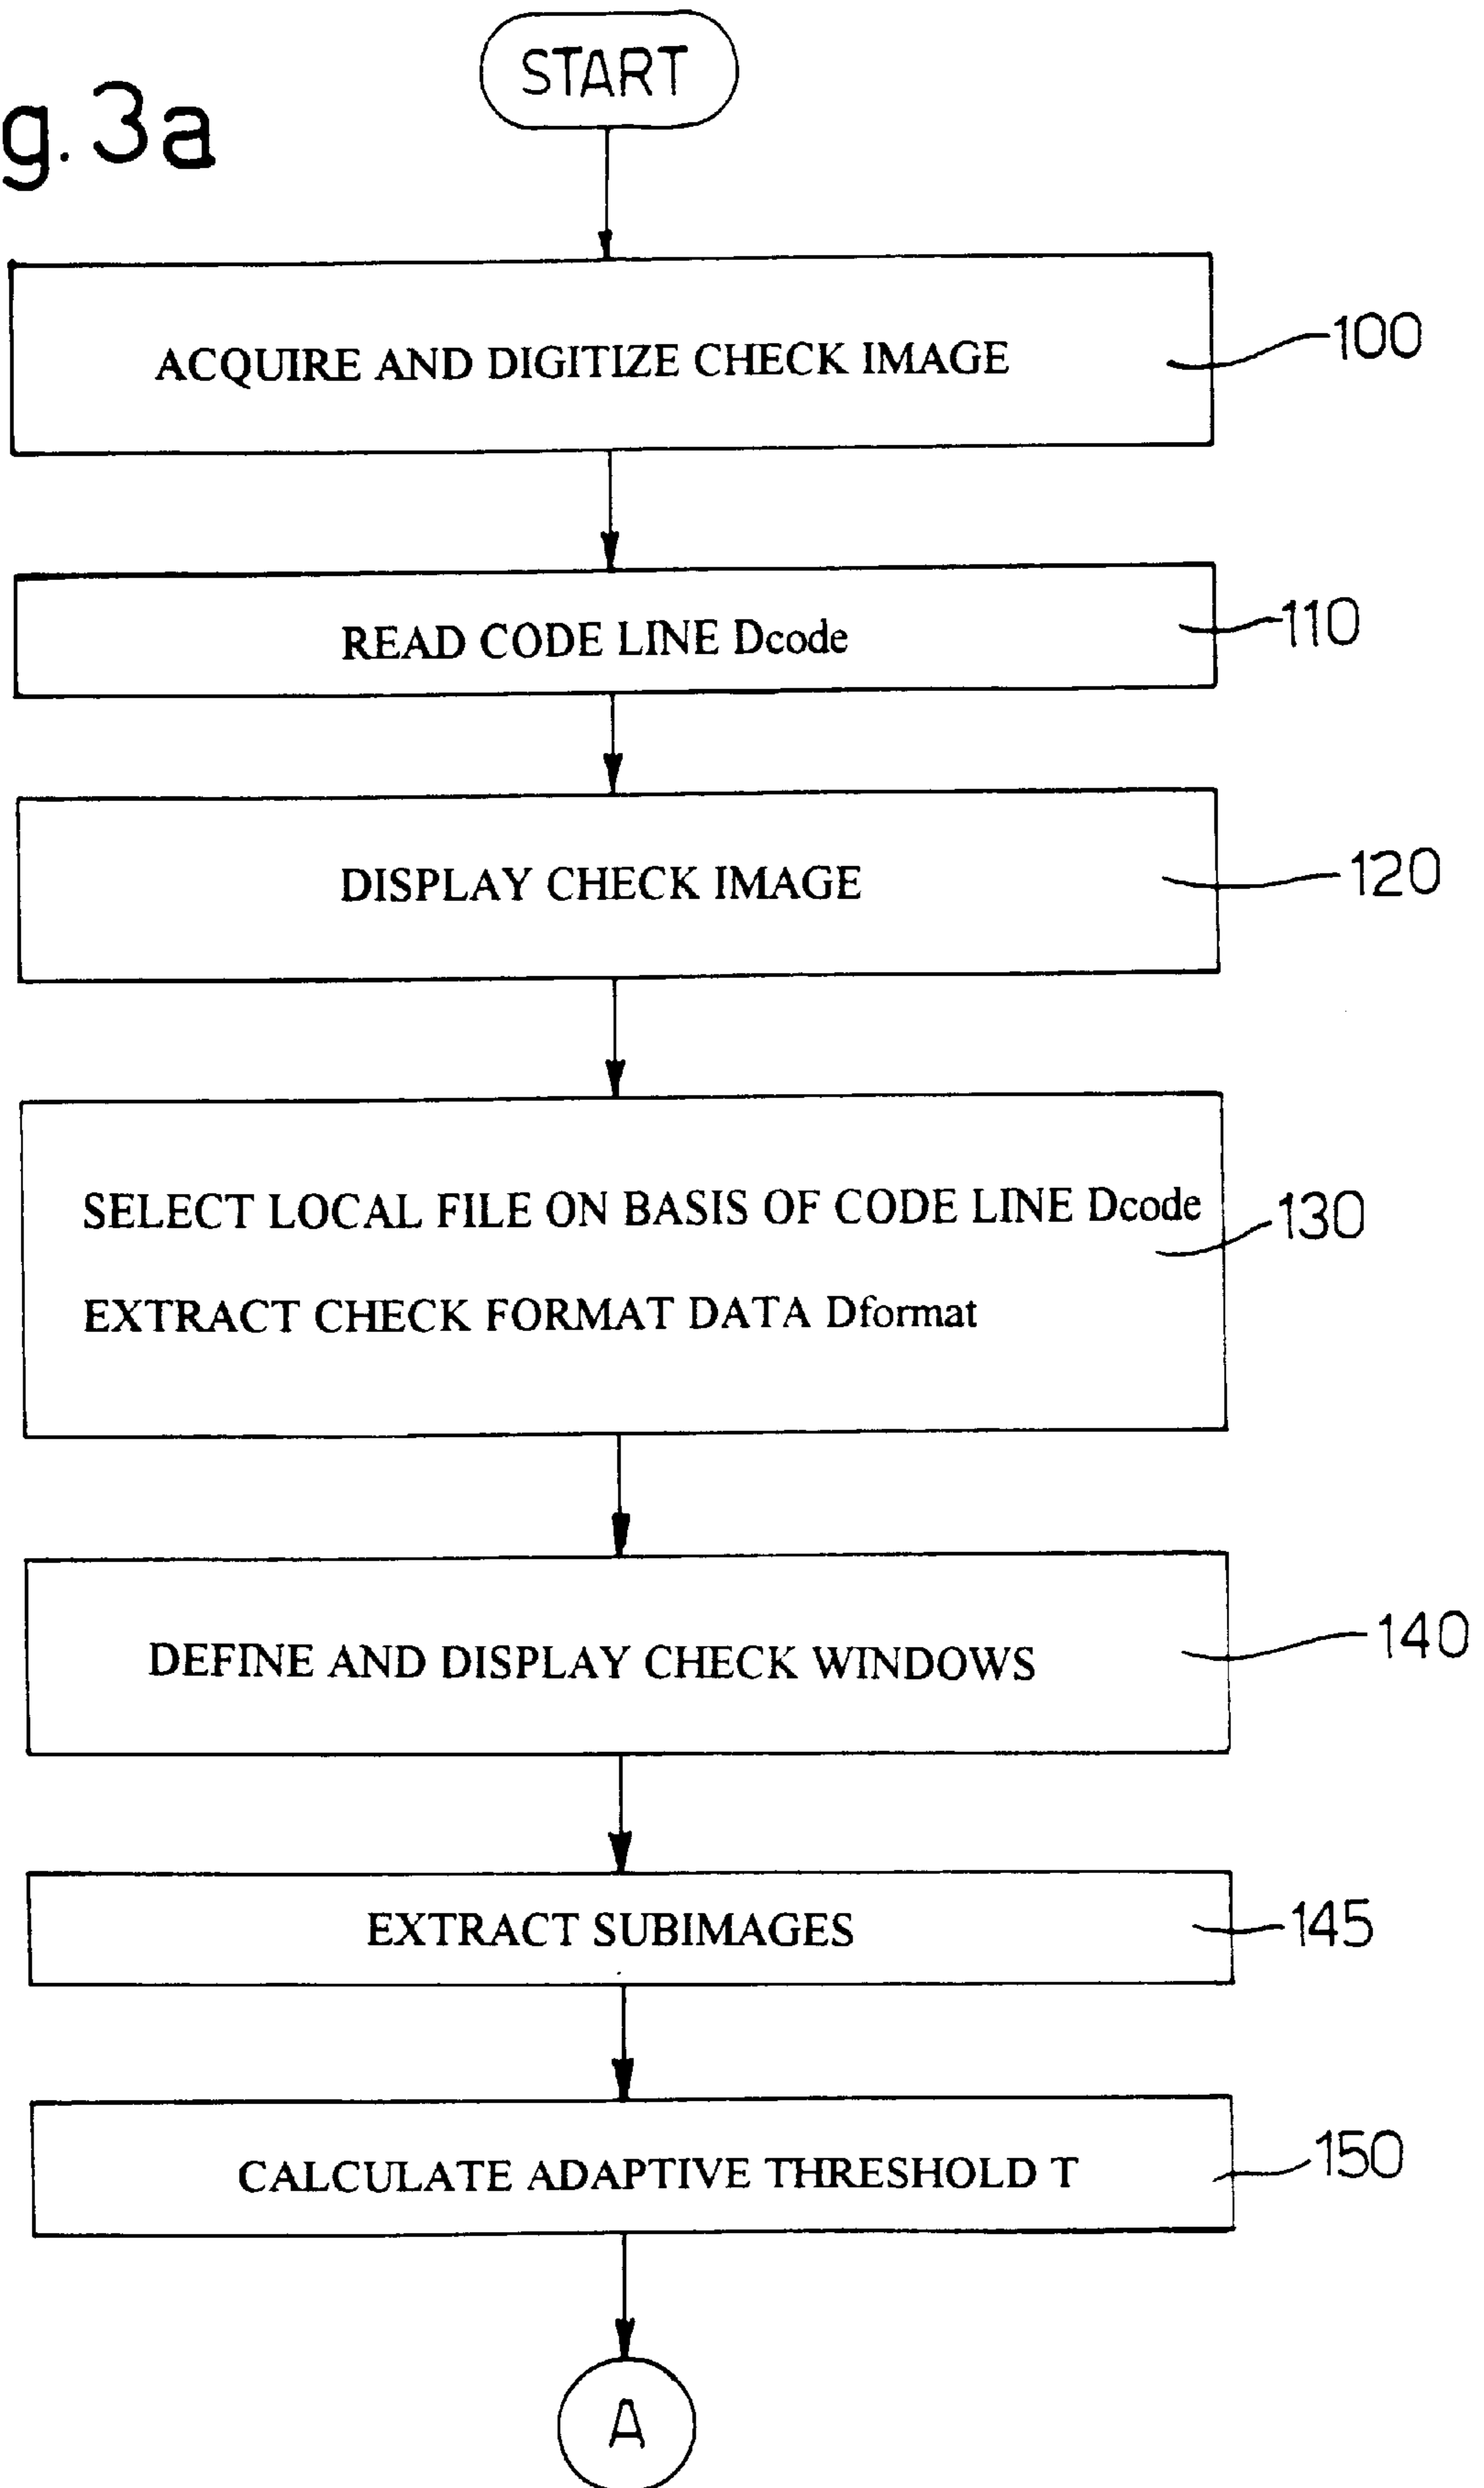 START
g. 3a
ACQUIRE AND DIGITIZE CHECK IMAGE
100
READ CODE LINE Dcode
110
DISPLAY CHECK IMAGE
120
SELECT LOCAL FILE ON BASIS OF CODE LINE Dcode
130
EXTRACT CHECK FORMAT DATA Dformat
DEFINE AND DISPLAY CHECK WINDOWS
140
EXTRACT SUBIMAGES
145
CALCULATE ADAPTIVE THRESHOLD T
150
A